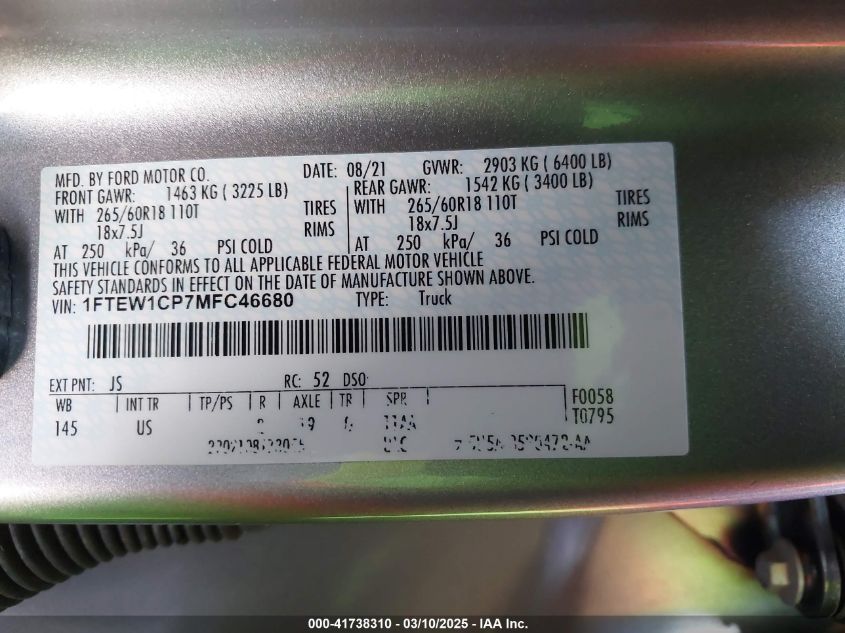 MFD. BY FORD MOTOR CO. DATE: 08/21 GVWR: 2903 KG ( 6400 LB)
FRONT GAWR: 1463 KG ( 3225 LB) REAR GAWR: 1542 KG ( 3400 LB)
WITH 265/60R18 110T TIRES WITH 265/60R18 110T TIRES
18x7.5J RIMS 18x7.5J RIMS
AT 250 kPa/ 36 PSI COLD AT 250 kPa/ 36 PSI COLD
THIS VEHICLE CONFORMS TO ALL APPLICABLE FEDERAL MOTOR VEHICLE
SAFETY STANDARDS IN EFFECT ON THE DATE OF MANUFACTURE SHOWN ABOVE.
VIN: 1FTEW1CP7MFC46680 TYPE: Truck
EXT PNT: JS RC: 52 DSO:
WB INT TR TP/PS R AXLE TR SPR F0058
145 US T0795
000-41738310 - 03/10/2025 - IAA Inc.